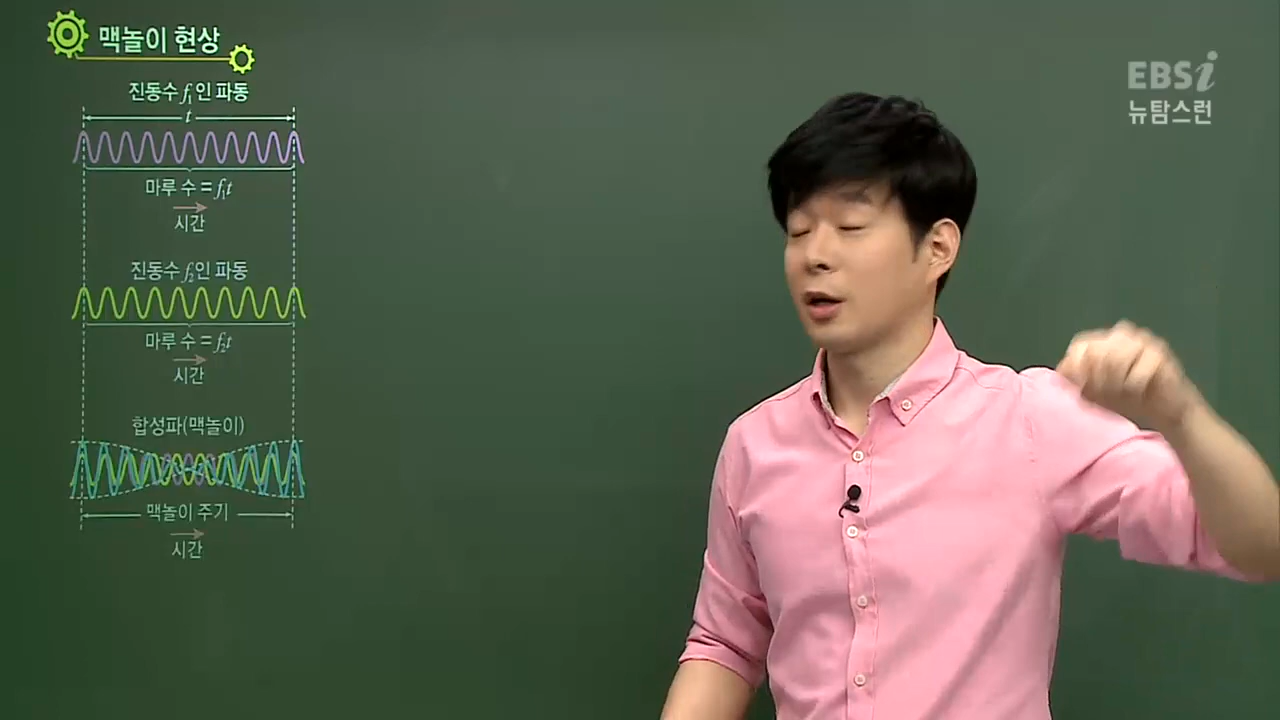 맥놀이 현상
진동수 f₁인 파동
t
마루 수 = f₁t
시간
진동수 f₂인 파동
마루 수 = f₂t
시간
합성파(맥놀이)
맥놀이 주기
시간
EBSi
뉴탐스런